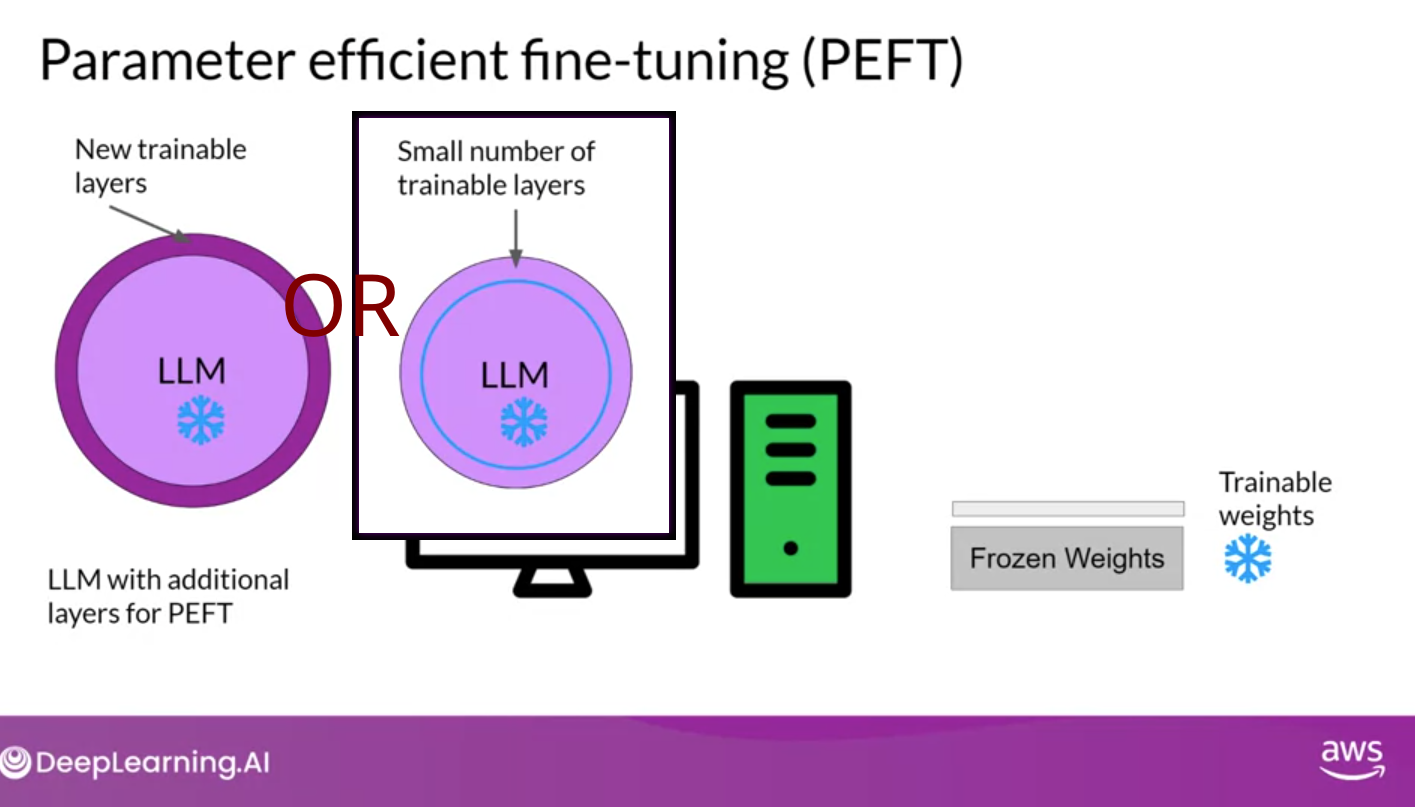 Parameter efficient fine-tuning (PEFT)
New trainable
layers
Small number of
trainable layers
OR
LLM
LLM
Trainable
weights
Frozen Weights
LLM with additional
layers for PEFT
DeepLearning.AI
aws